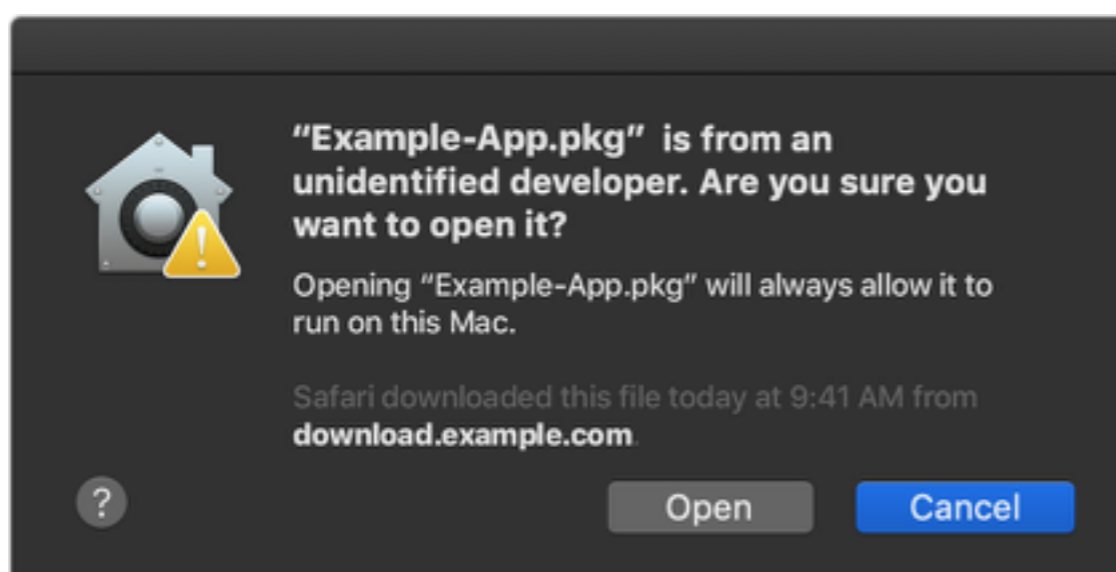 “Example-App.pkg” is from an
unidentified developer. Are you sure you
want to open it?
Opening “Example-App.pkg” will always allow it to
run on this Mac.
Safari downloaded this file today at 9:41 AM from
download.example.com.
?
Open
Cancel